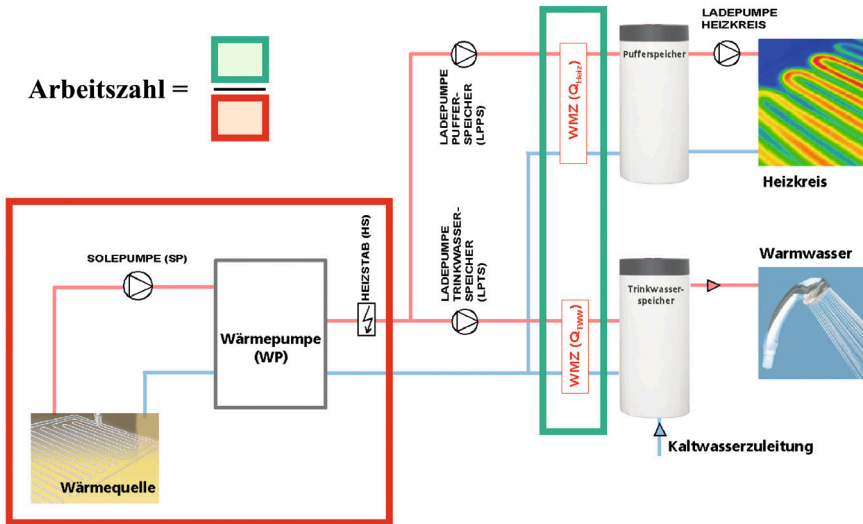 Arbeitszahl =
LADEPUMPE
HEIZKREIS
Pufferspeicher
WMZ (QHeiz)
LADEPUMPE
PUFFER-
SPEICHER
(LPPS)
Heizkreis
SOLEPUMPE (SP)
HEIZSTAB (HS)
LADEPUMPE
TRINKWASSER-
SPEICHER
(LPTS)
Warmwasser
Trinkwasser-
speicher
Wärmepumpe
(WP)
WMZ (QTWW)
Kaltwasserzuleitung
Wärmequelle